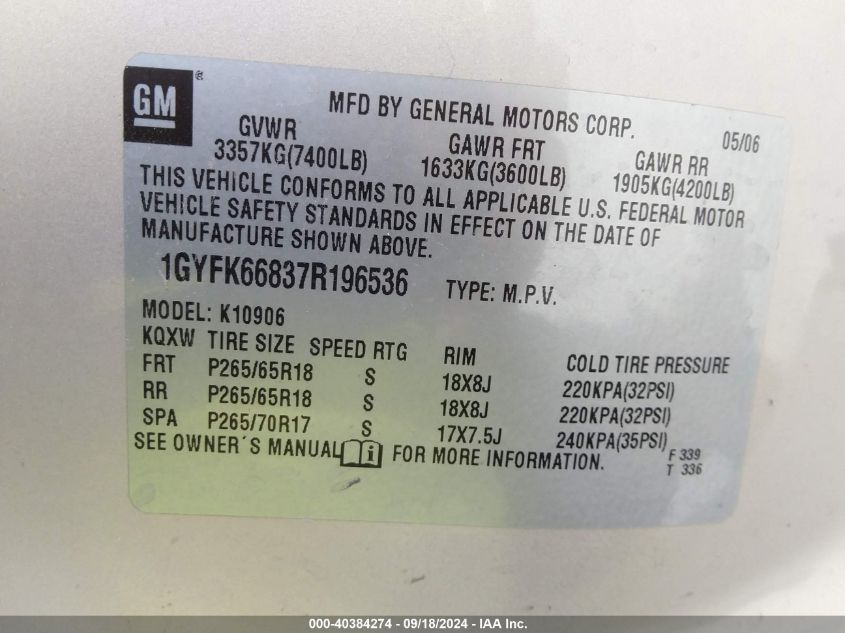 GM ®
MFD BY GENERAL MOTORS CORP. 05/06
GVWR GAWR FRT GAWR RR
3357KG(7400LB) 1633KG(3600LB) 1905KG(4200LB)
THIS VEHICLE CONFORMS TO ALL APPLICABLE U.S. FEDERAL MOTOR
VEHICLE SAFETY STANDARDS IN EFFECT ON THE DATE OF
MANUFACTURE SHOWN ABOVE.
1GYFK66837R196536 TYPE: M.P.V.
MODEL: K10906
KQXW TIRE SIZE SPEED RTG RIM COLD TIRE PRESSURE
FRT P265/65R18 S 18X8J 220KPA(32PSI)
RR P265/65R18 S 18X8J 220KPA(32PSI)
SPA P265/70R17 S 17X7.5J 240KPA(35PSI)
SEE OWNER'S MANUAL i FOR MORE INFORMATION. F 339
T 336
000-40384274 - 09/18/2024 - IAA Inc.